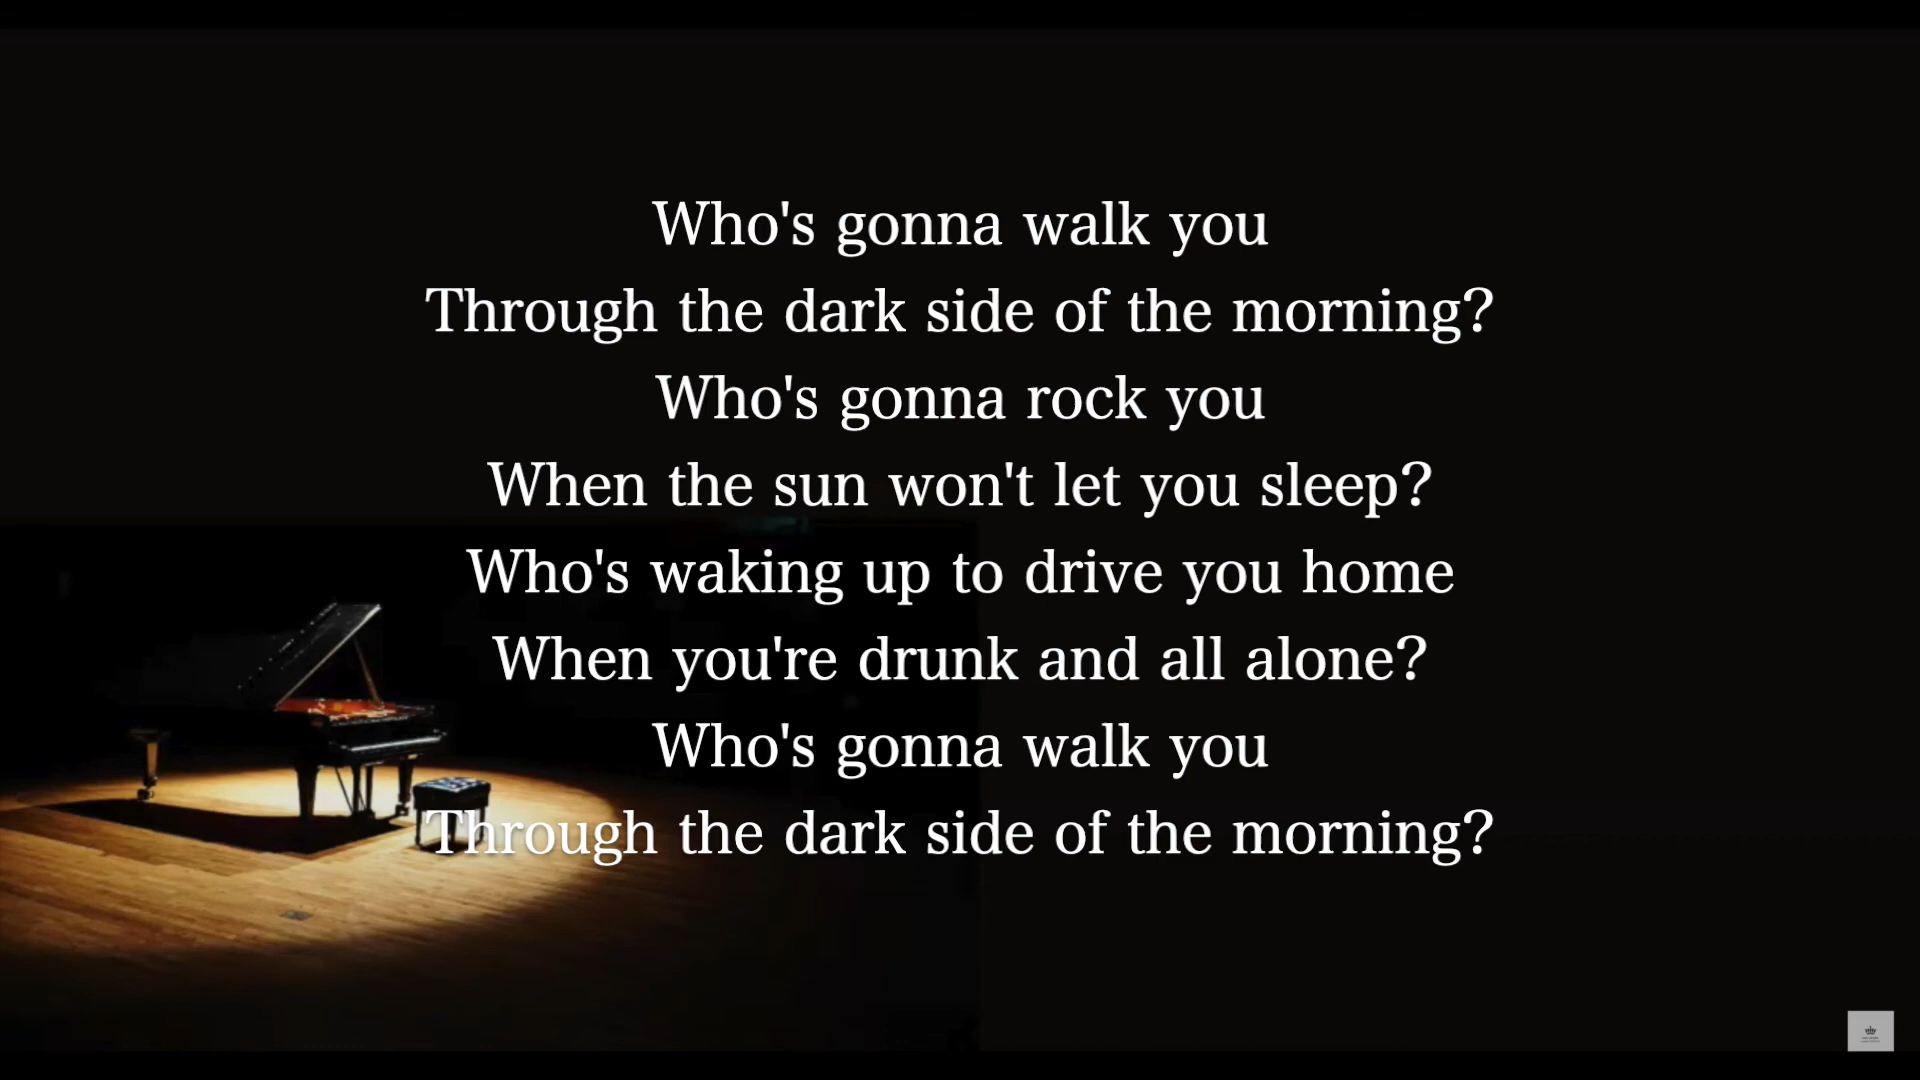 Who's gonna walk you
Through the dark side of the morning?
Who's gonna rock you
When the sun won't let you sleep?
Who's waking up to drive you home
When you're drunk and all alone?
Who's gonna walk you
Through the dark side of the morning?